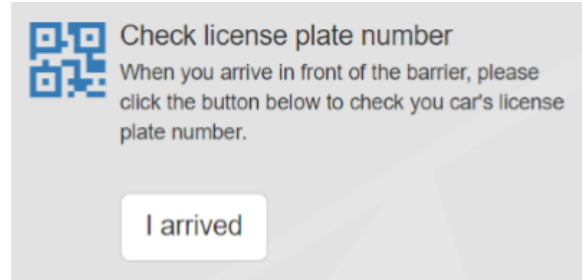 Check license plate number
When you arrive in front of the barrier, please
click the button below to check you car's license
plate number.
I arrived